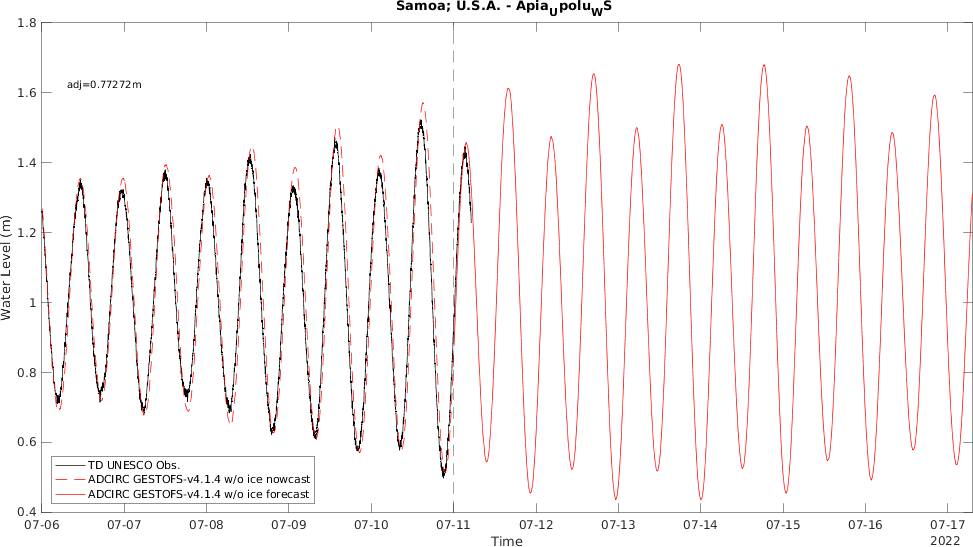 Samoa; U.S.A. - ApiaUpoluWS
1.8
1.6
1.4
1.2
1
0.8
0.6
0.4
Water Level (m)
adj=0.77272m
TD UNESCO Obs.
ADCIRC GESTOFS-v4.1.4 w/o ice nowcast
ADCIRC GESTOFS-v4.1.4 w/o ice forecast
07-06 07-07 07-08 07-09 07-10 07-11 07-12 07-13 07-14 07-15 07-16 07-17
Time
2022